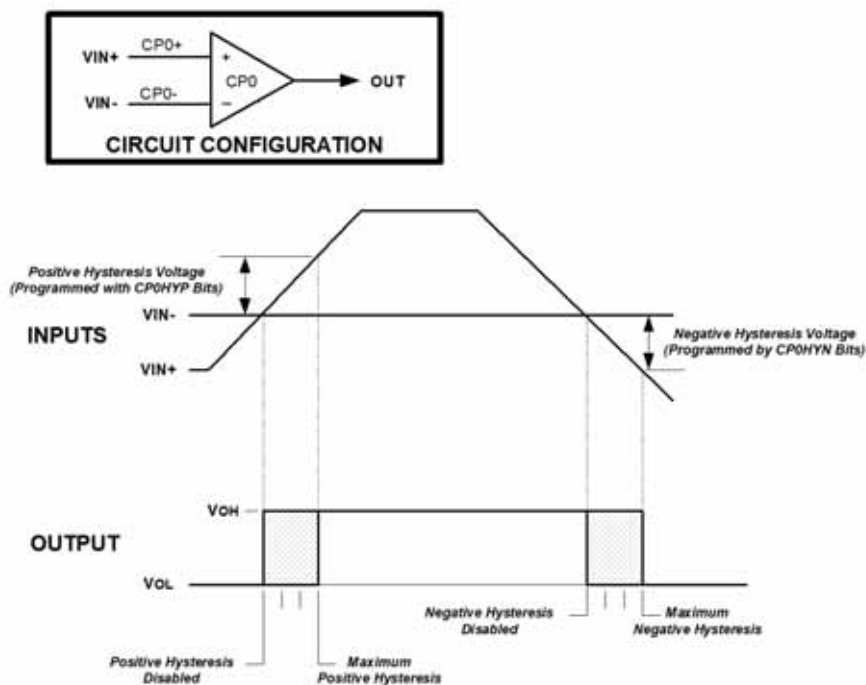 VIN+
CP0+
+
CP0
VIN-
CP0-
−
OUT
CIRCUIT CONFIGURATION
Positive Hysteresis Voltage
(Programmed with CP0HYP Bits)
VIN-
INPUTS
VIN+
Negative Hysteresis Voltage
(Programmed by CP0HYN Bits)
VOH
OUTPUT
VOL
Negative Hysteresis
Disabled
Maximum
Negative Hysteresis
Positive Hysteresis
Disabled
Maximum
Positive Hysteresis